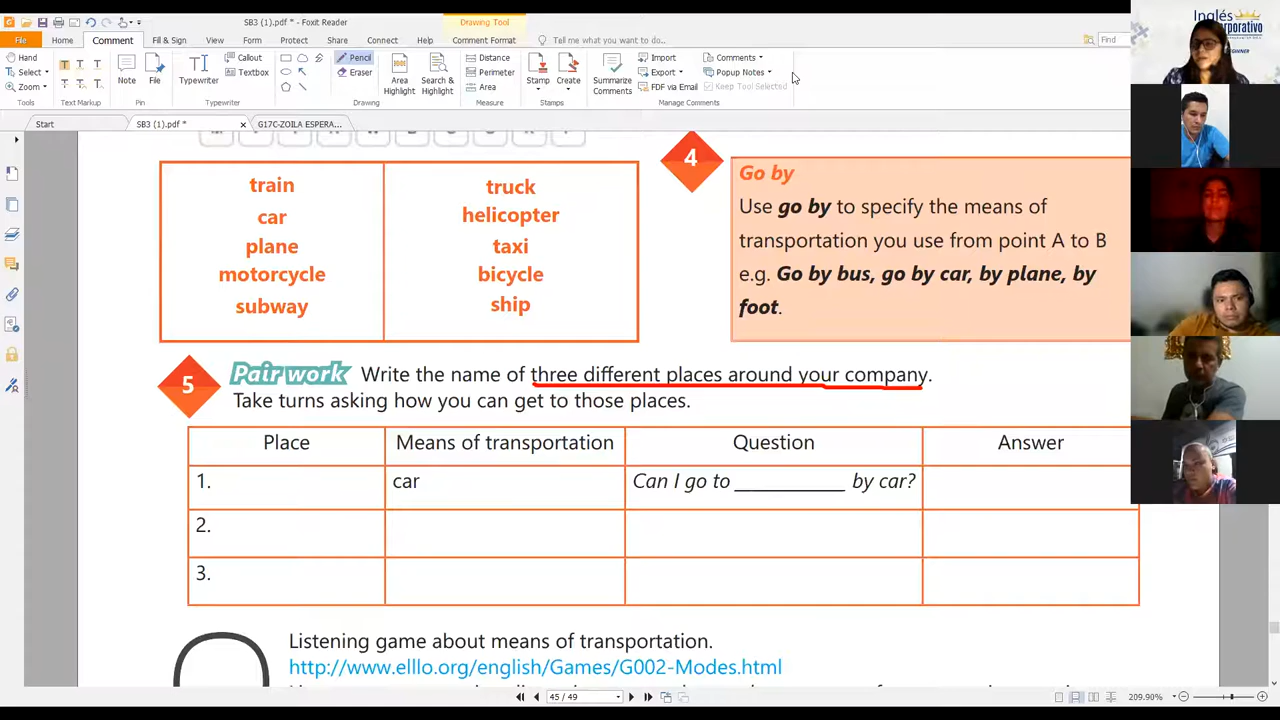 SB3 (1).pdf * - Foxit Reader
Drawing Tool
File Home Comment Fill & Sign View Form Protect Share Connect Help Comment Format Tell me what you want to do... Find
Hand
Select
Zoom
Tools
Text Markup
Note
File
Pin
Typewriter
Callout
Textbox
Typewriter
Pencil
Eraser
Drawing
Area Highlight
Search & Highlight
Distance
Perimeter
Area
Measure
Stamp
Create
Stamps
Summarize Comments
Import
Export
FDF via Email
Comments
Popup Notes
Keep Tool Selected
Manage Comments
Start
SB3 (1).pdf *
G17C-ZOILA ESPERA...
Inglés
orporativo
train
car
plane
motorcycle
subway
truck
helicopter
taxi
bicycle
ship
4
Go by
Use go by to specify the means of
transportation you use from point A to B
e.g. Go by bus, go by car, by plane, by
foot.
5
Pair work Write the name of three different places around your company.
Take turns asking how you can get to those places.
Place Means of transportation Question Answer
1. car Can I go to ___________ by car?
2.
3.
Listening game about means of transportation.
http://www.elllo.org/english/Games/G002-Modes.html
45 / 49
209.90%